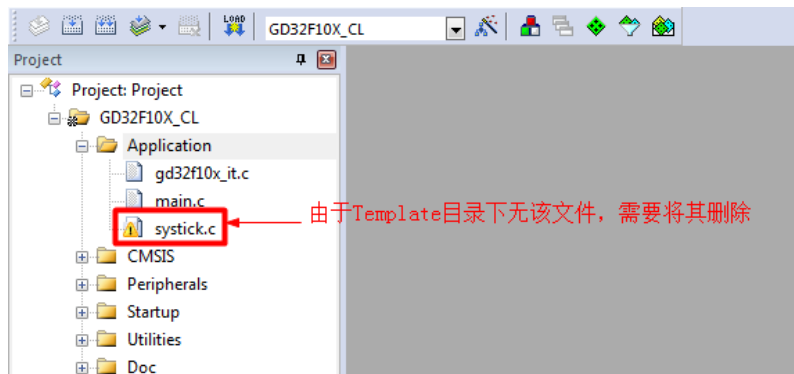 LOAD
GD32F10X_CL
Project
Project: Project
GD32F10X_CL
Application
gd32f10x_it.c
main.c
systick.c
由于Template目录下无该文件，需要将其删除
CMSIS
Peripherals
Startup
Utilities
Doc